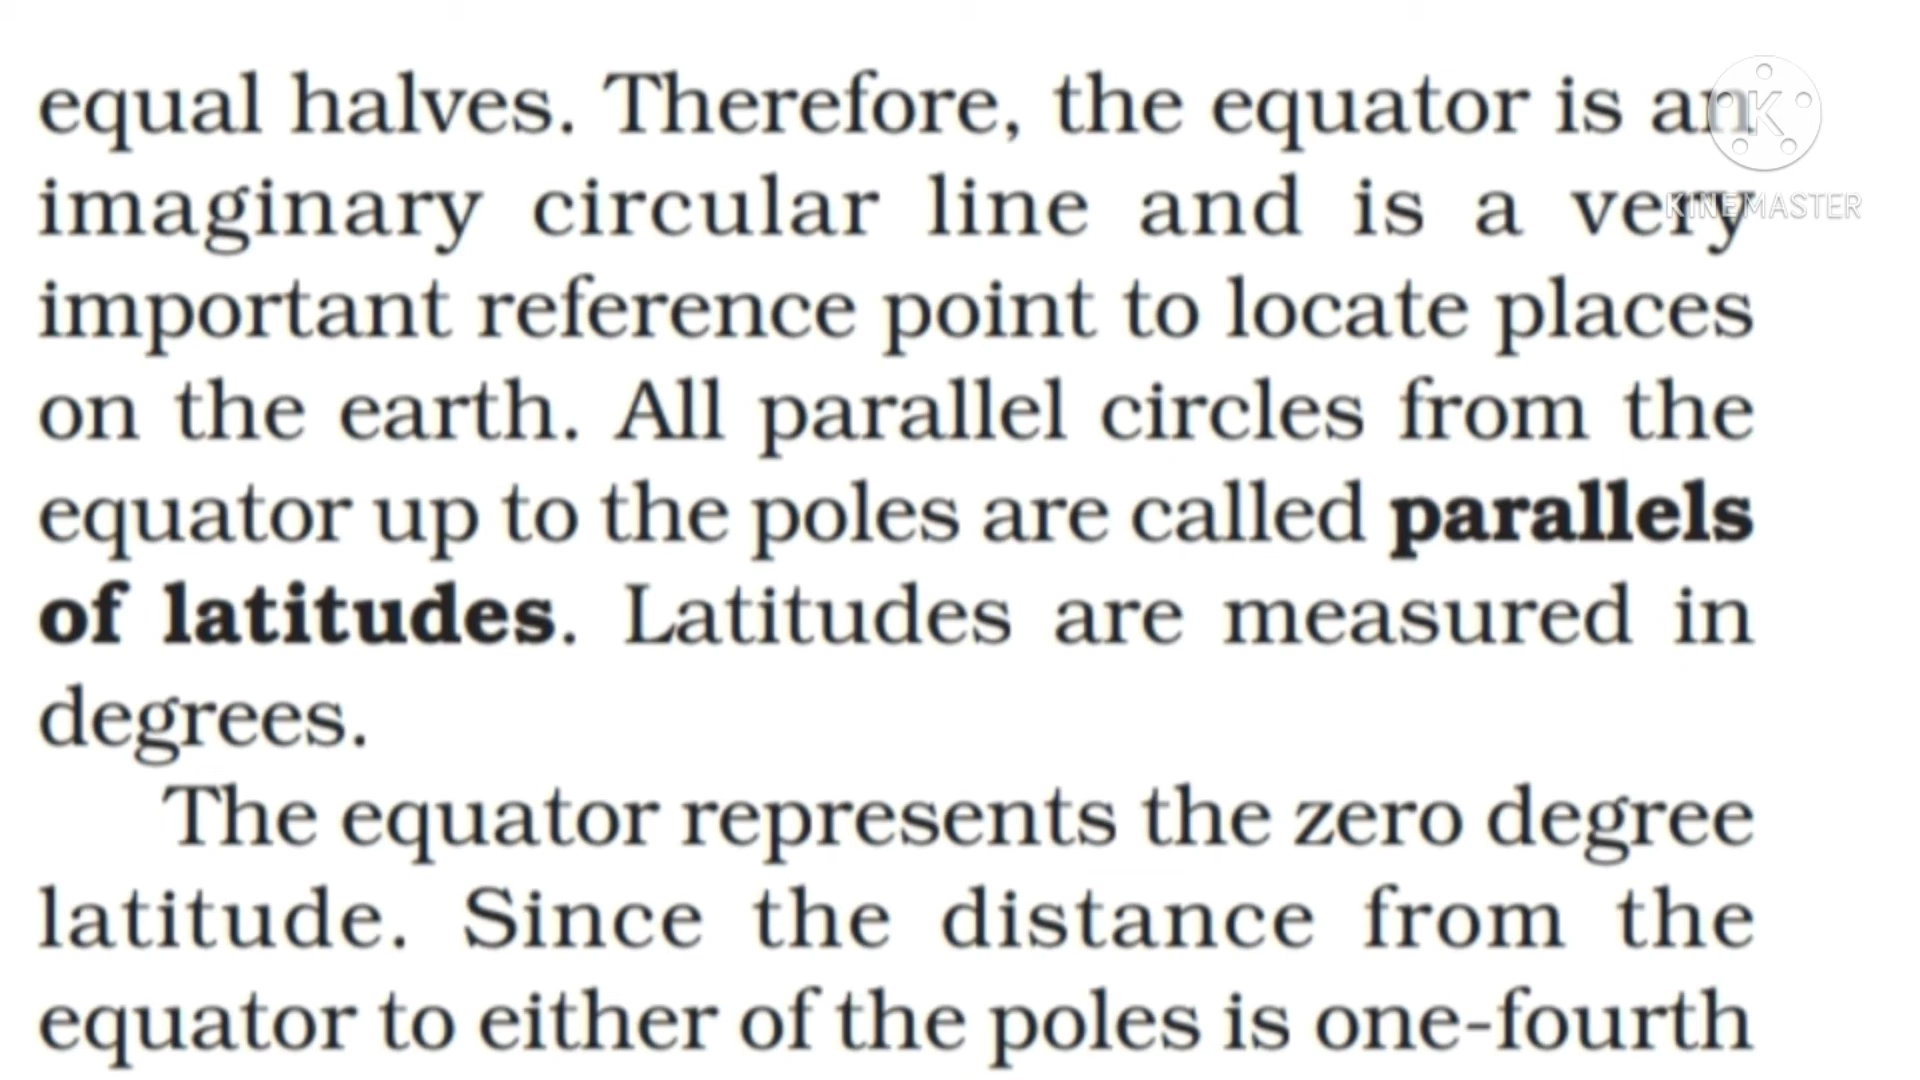 equal halves. Therefore, the equator is an
imaginary circular line and is a very
important reference point to locate places
on the earth. All parallel circles from the
equator up to the poles are called parallels
of latitudes. Latitudes are measured in
degrees.
The equator represents the zero degree
latitude. Since the distance from the
equator to either of the poles is one-fourth
K
KINEMASTER